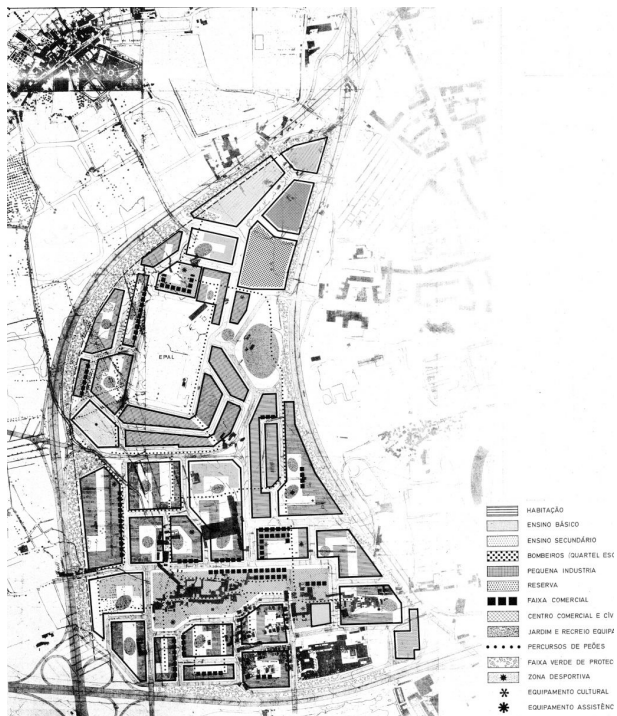 EPAL
HABITAÇÃO
ENSINO BÁSICO
ENSINO SECUNDÁRIO
BOMBEIROS (QUARTEL ESC
PEQUENA INDUSTRIA
RESERVA
FAIXA COMERCIAL
CENTRO COMERCIAL E CÍV
JARDIM E RECREIO EQUIPA
PERCURSOS DE PEÕES
FAIXA VERDE DE PROTEC
ZONA DESPORTIVA
EQUIPAMENTO CULTURAL
EQUIPAMENTO ASSISTÊNC